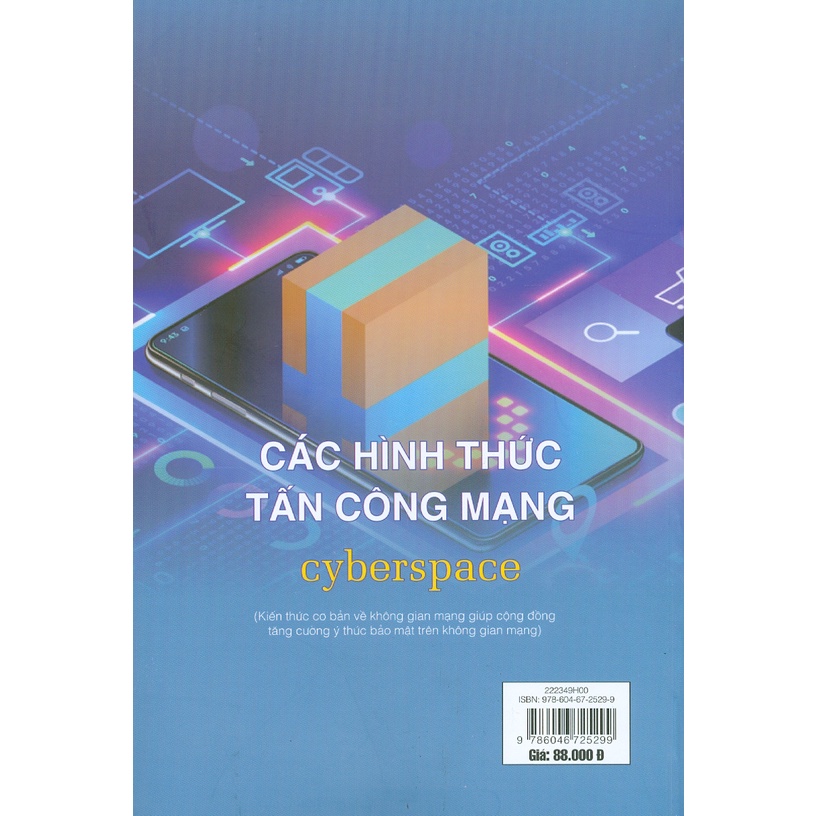 9:43
CÁC HÌNH THỨC
TẤN CÔNG MẠNG
cyberspace
(Kiến thức cơ bản về không gian mạng giúp cộng đồng
tăng cường ý thức bảo mật trên không gian mạng)
222349H00
ISBN: 978-604-67-2529-9
9 786046 725299
Giá: 88.000 Đ